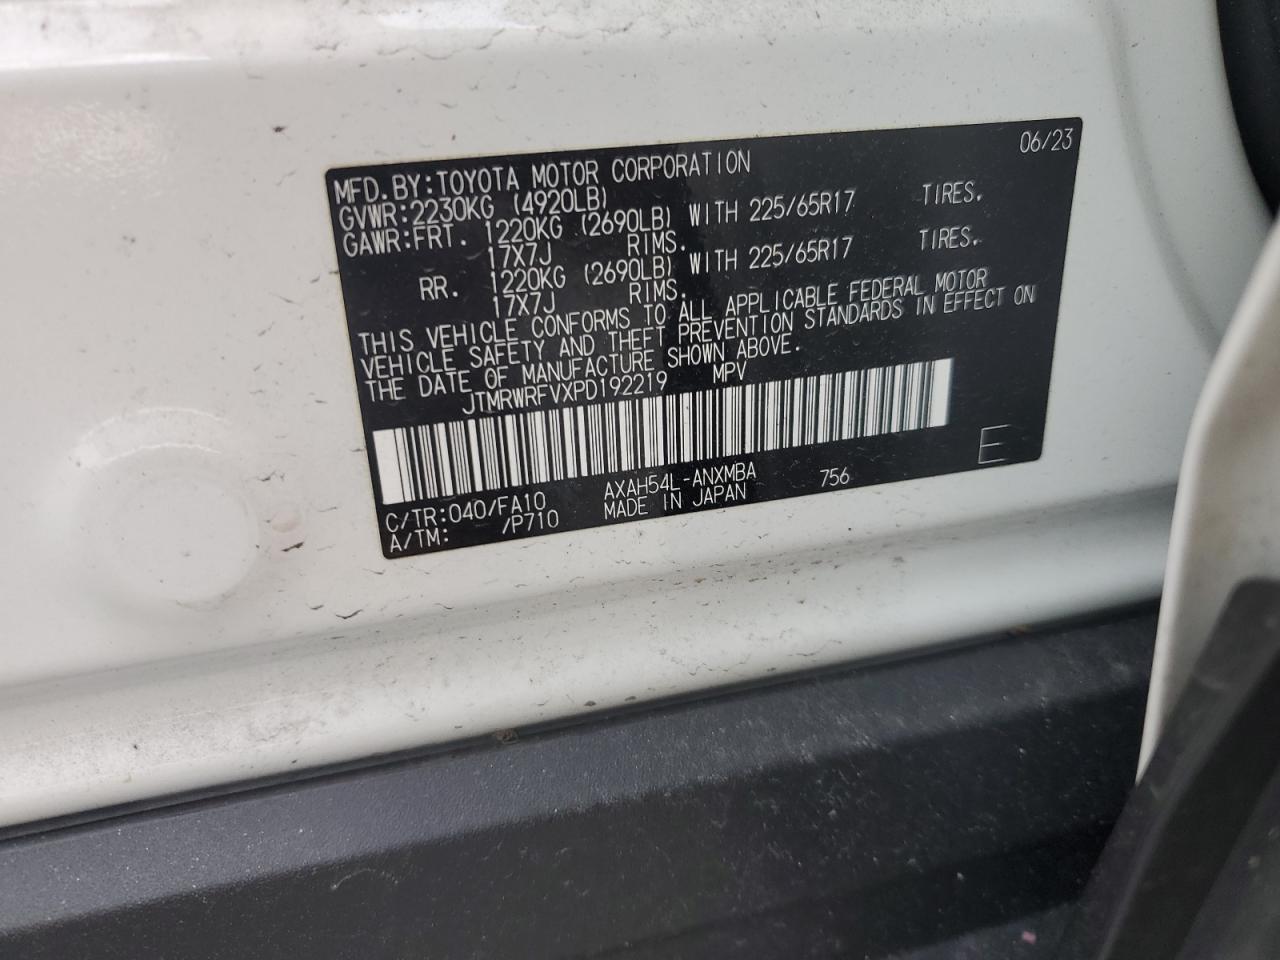 06/23
MFD.BY:TOYOTA MOTOR CORPORATION
GVWR:2230KG (4920LB)
GAWR:FRT. 1220KG (2690LB) WITH 225/65R17 TIRES,
17X7J RIMS.
RR. 1220KG (2690LB) WITH 225/65R17 TIRES,
17X7J RIMS.
THIS VEHICLE CONFORMS TO ALL APPLICABLE FEDERAL MOTOR
VEHICLE SAFETY AND THEFT PREVENTION STANDARDS IN EFFECT ON
THE DATE OF MANUFACTURE SHOWN ABOVE.
JTMRWRFVXPD192219 MPV
C/TR:040/FA10 AXAH54L-ANXMBA 756
A/TM: /P710 MADE IN JAPAN
E